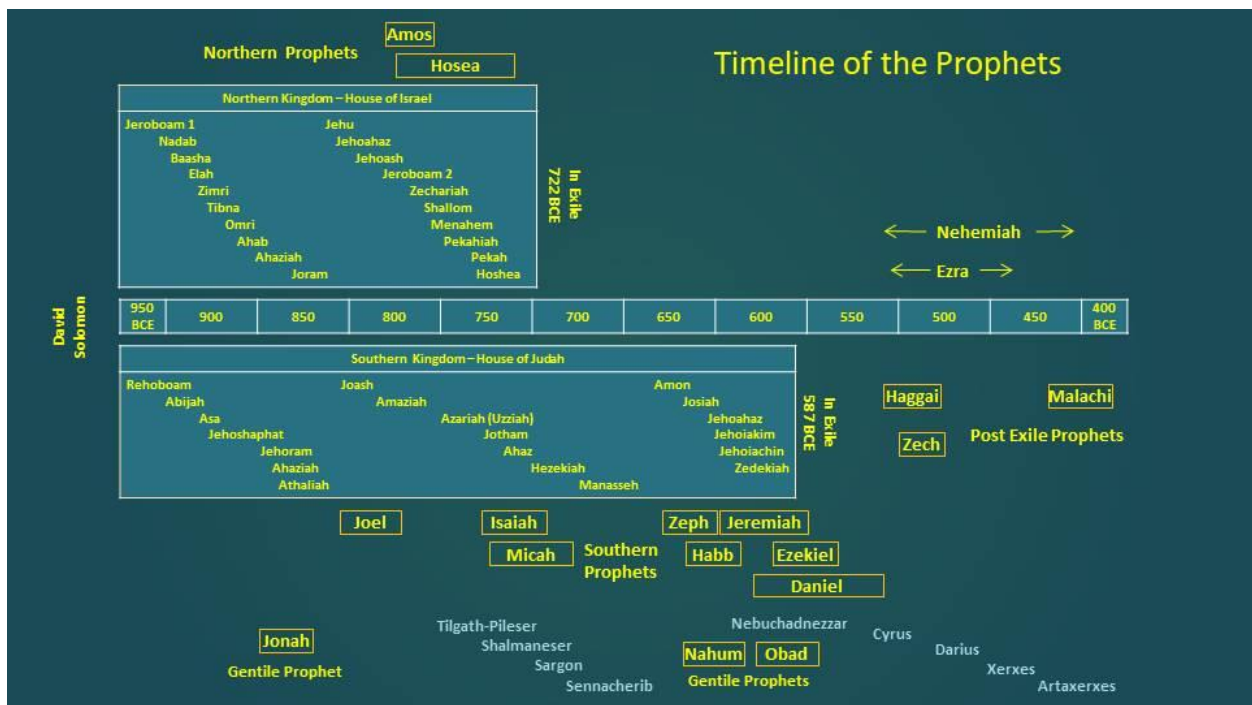 Timeline of the Prophets
Northern Prophets
Amos
Hosea
Northern Kingdom – House of Israel
Jeroboam 1
Nadab
Baasha
Elah
Zimri
Tibna
Omri
Ahab
Ahaziah
Joram
Jehu
Jehoahaz
Jehoash
Jeroboam 2
Zechariah
Shallom
Menahem
Pekahiah
Pekah
Hoshea
In Exile
722 BCE
Nehemiah
Ezra
David
Solomon
950
BCE
900
850
800
750
700
650
600
550
500
450
400
BCE
Southern Kingdom – House of Judah
Rehoboam
Abijah
Asa
Jehoshaphat
Jehoram
Ahaziah
Athaliah
Joash
Amaziah
Azariah (Uzziah)
Jotham
Ahaz
Hezekiah
Manasseh
Amon
Josiah
Jehoahaz
Jehoiakim
Jehoiachin
Zedekiah
In Exile
587 BCE
Haggai
Malachi
Zech
Post Exile Prophets
Joel
Isaiah
Micah
Southern
Prophets
Zeph
Jeremiah
Habb
Ezekiel
Daniel
Jonah
Gentile Prophet
Tilgath-Pileser
Shalmaneser
Sargon
Sennacherib
Nebuchadnezzar
Nahum
Obad
Gentile Prophets
Cyrus
Darius
Xerxes
Artaxerxes